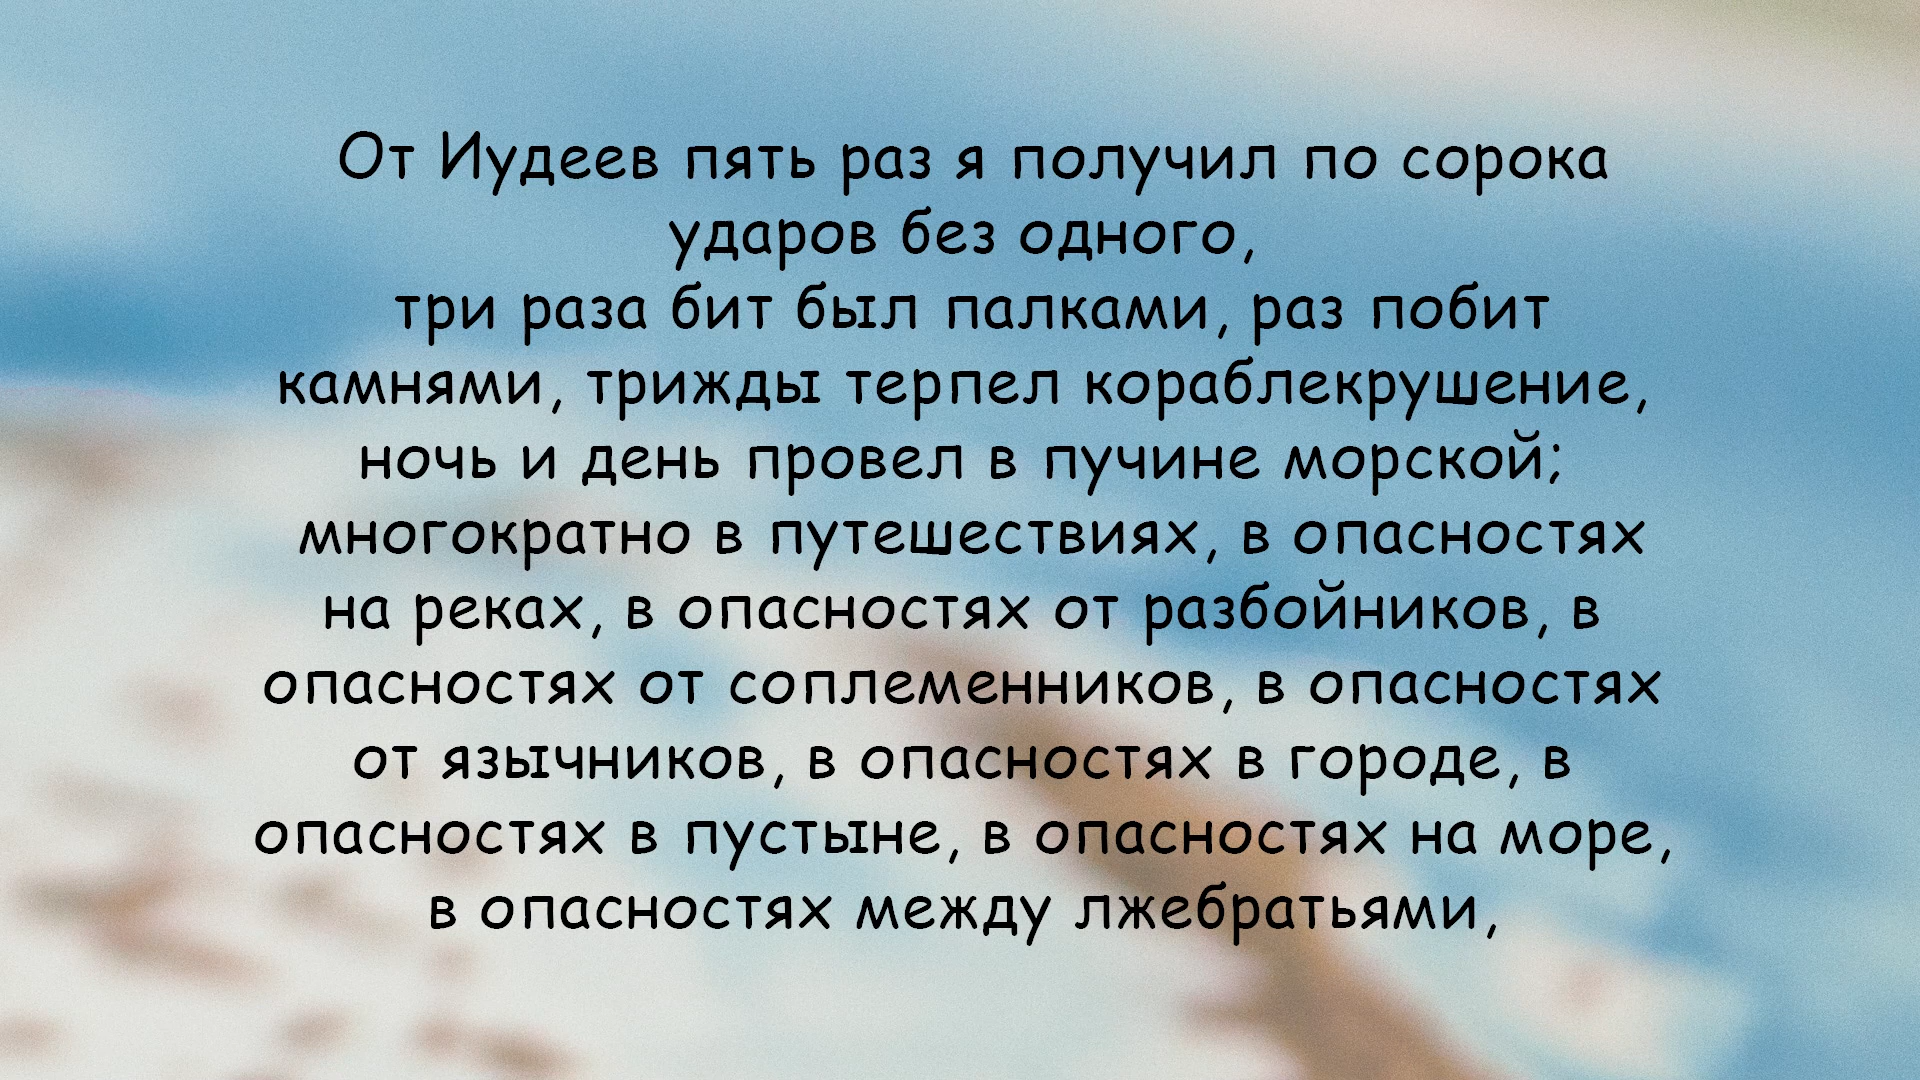 От Иудеев пять раз я получил по сорока
ударов без одного,
три раза бит был палками, раз побит
камнями, трижды терпел кораблекрушение,
ночь и день провел в пучине морской;
многократно в путешествиях, в опасностях
на реках, в опасностях от разбойников, в
опасностях от соплеменников, в опасностях
от язычников, в опасностях в городе, в
опасностях в пустыне, в опасностях на море,
в опасностях между лжебратьями,